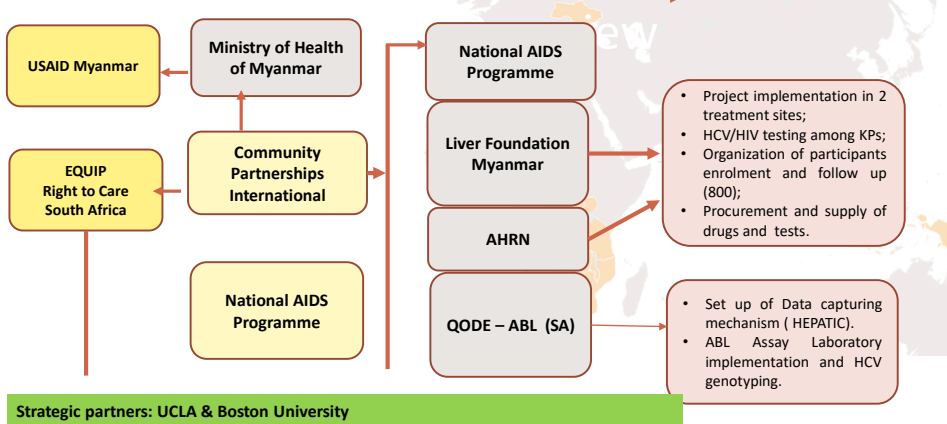 USAID Myanmar
Ministry of Health
of Myanmar
EQUIP
Right to Care
South Africa
Community
Partnerships
International
National AIDS
Programme
National AIDS
Programme
Liver Foundation
Myanmar
AHRN
QODE – ABL (SA)
• Project implementation in 2
treatment sites;
• HCV/HIV testing among KPs;
• Organization of participants
enrolment and follow up
(800);
• Procurement and supply of
drugs and tests.
• Set up of Data capturing
mechanism ( HEPATIC).
• ABL Assay Laboratory
implementation and HCV
genotyping.
Strategic partners: UCLA & Boston University